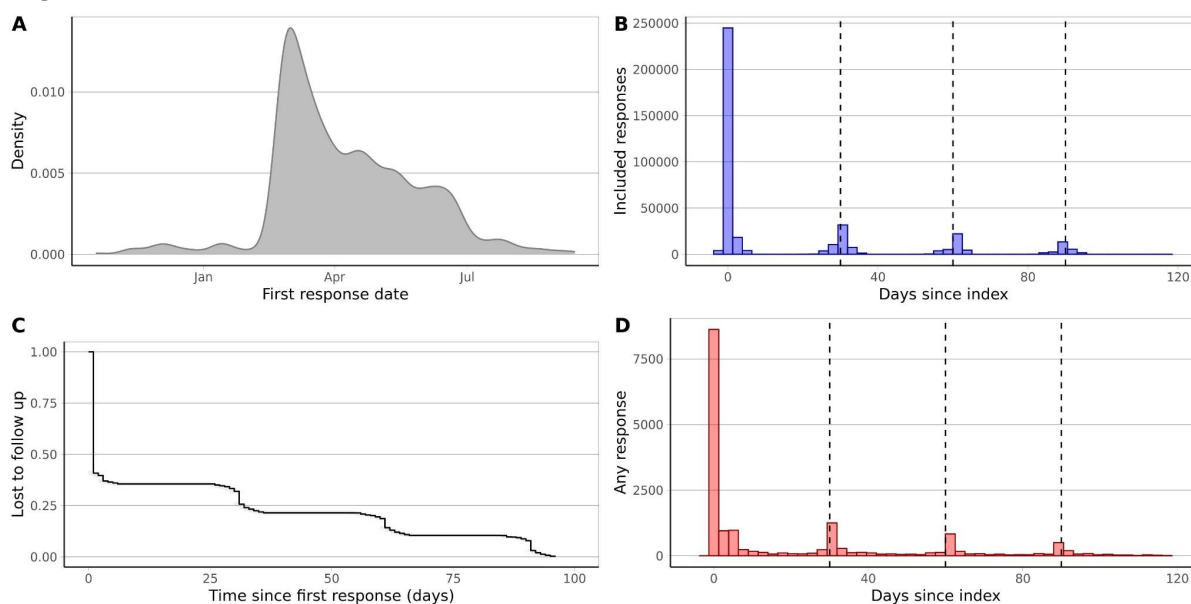 A
0.010
0.005
0.000
Density
Jan
Apr
Jul
First response date
B
250000
200000
150000
100000
50000
0
Included responses
0
40
80
120
Days since index
C
1.00
0.75
0.50
0.25
0.00
Lost to follow up
0
25
50
75
100
Time since first response (days)
D
7500
5000
2500
0
Any response
0
40
80
120
Days since index